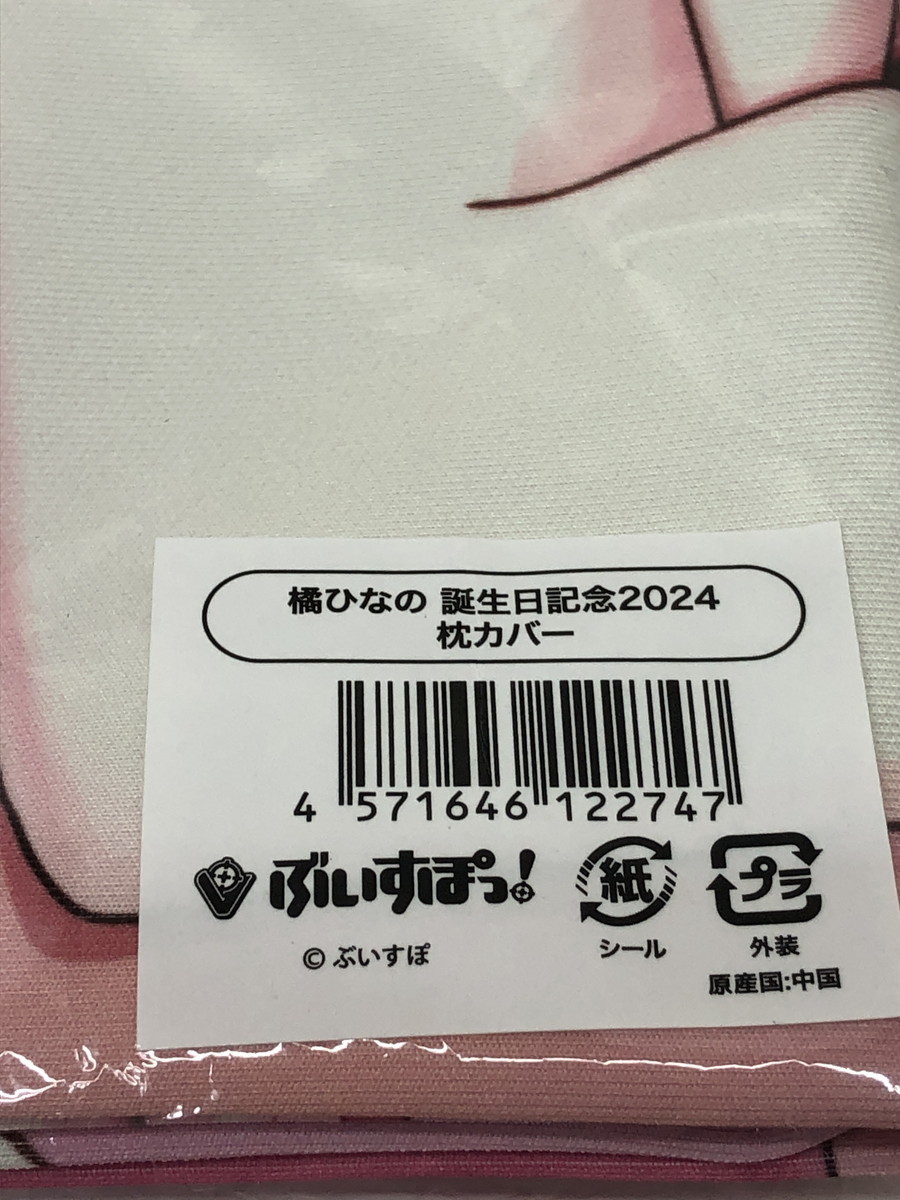 橘ひなの 誕生日記念2024
枕カバー
4 571646 122747
ぶいすぽっ!
© ぶいすぽ
紙
シール
プラ
外装
原産国:中国